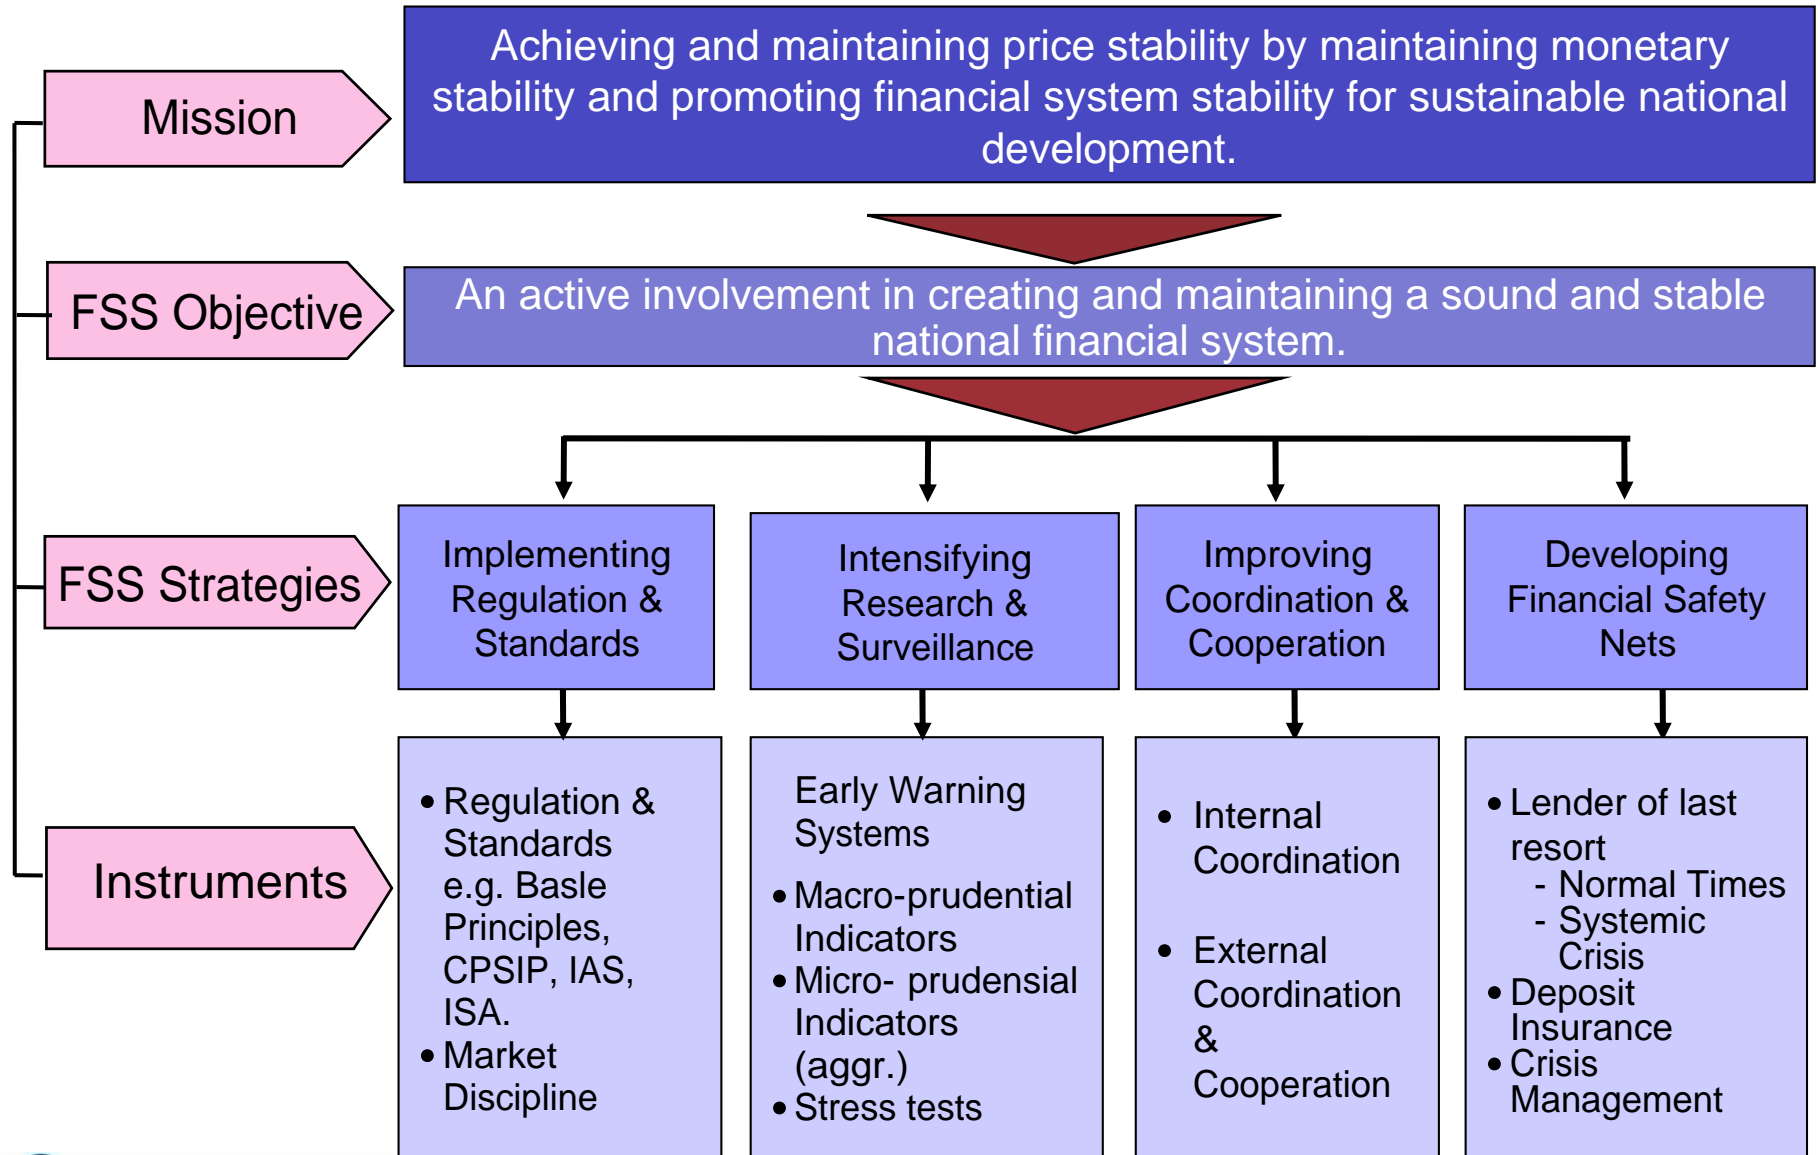 Mission
Achieving and maintaining price stability by maintaining monetary
stability and promoting financial system stability for sustainable national
development.
FSS Objective
An active involvement in creating and maintaining a sound and stable
national financial system.
FSS Strategies
Implementing
Regulation &
Standards
Intensifying
Research &
Surveillance
Improving
Coordination &
Cooperation
Developing
Financial Safety
Nets
Instruments
• Regulation &
Standards
e.g. Basle
Principles,
CPSIP, IAS,
ISA.
• Market
Discipline
Early Warning
Systems
• Macro-prudential
Indicators
• Micro- prudensial
Indicators
(aggr.)
• Stress tests
• Internal
Coordination
• External
Coordination
&
Cooperation
• Lender of last
resort
- Normal Times
- Systemic
Crisis
• Deposit
Insurance
• Crisis
Management